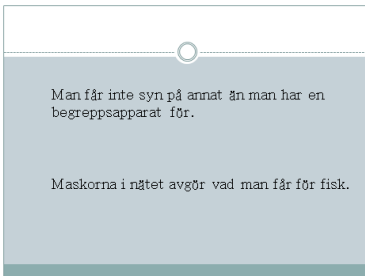 Man får inte syn på annat än man har en
begreppsapparat för.
Maskorna i nätet avgör vad man får för fisk.